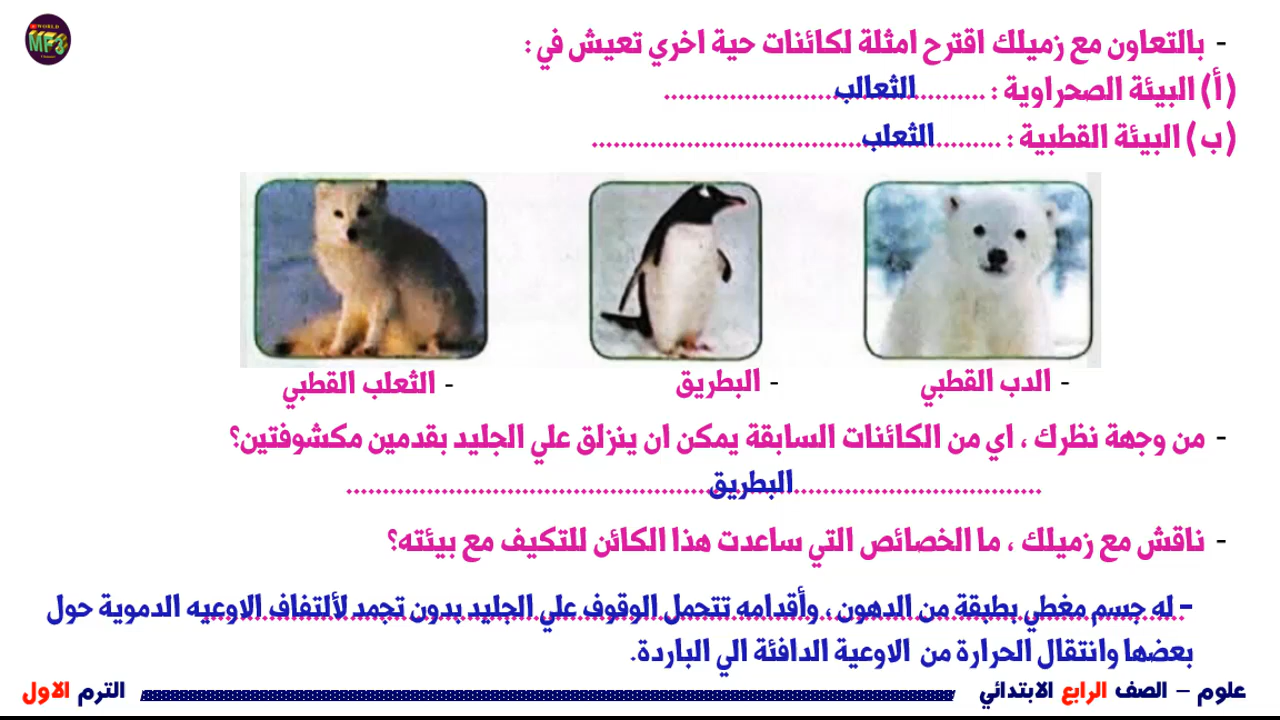 WORLD
MFS
- بالتعاون مع زميلك اقترح امثلة لكائنات حية اخري تعيش في :
(أ) البيئة الصحراوية : ........ الثعالب ........
(ب) البيئة القطبية : ........ الثعلب ........
- الدب القطبي
- البطريق
- الثعلب القطبي
- من وجهة نظرك ، اي من الكائنات السابقة يمكن ان ينزلق علي الجليد بقدمين مكشوفتين؟
........ البطريق ........
- ناقش مع زميلك ، ما الخصائص التي ساعدت هذا الكائن للتكيف مع بيئته؟
- له جسم مغطي بطبقة من الدهون ، وأقدامه تتحمل الوقوف علي الجليد بدون تجمد لألتفاف الاوعيه الدموية حول
بعضها وانتقال الحرارة من الاوعية الدافئة الي الباردة.
علوم – الصف الرابع الابتدائي
الترم الاول